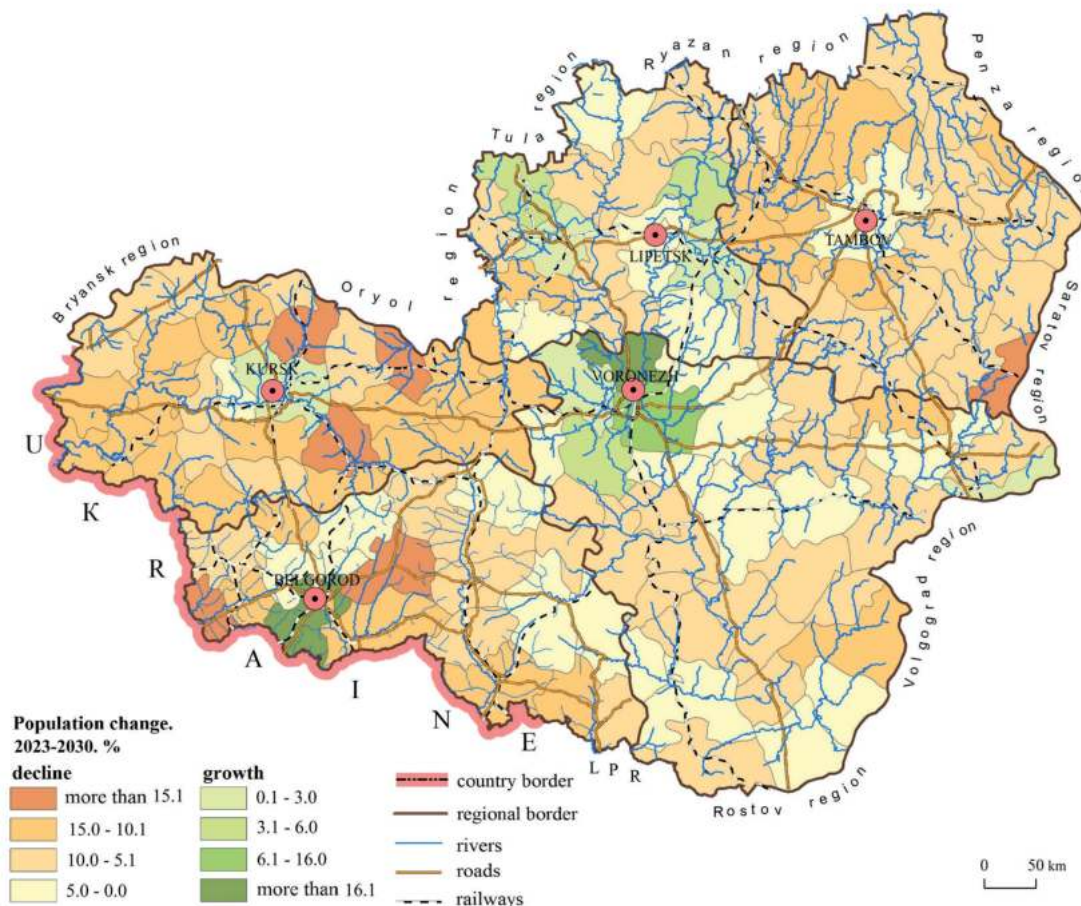 Ryazan region
Penza region
Tula region
Bryansk region
Oryol region
TAMBOV
LIPETSK
Saratov region
KURSK
VORONEZH
U
K
R
BELGOROD
Volgograd region
A
I
N
E
L P R
Rostov region
Population change.
2023-2030. %
decline
more than 15.1
15.0 - 10.1
10.0 - 5.1
5.0 - 0.0
growth
0.1 - 3.0
3.1 - 6.0
6.1 - 16.0
more than 16.1
country border
regional border
rivers
roads
railways
0 50 km